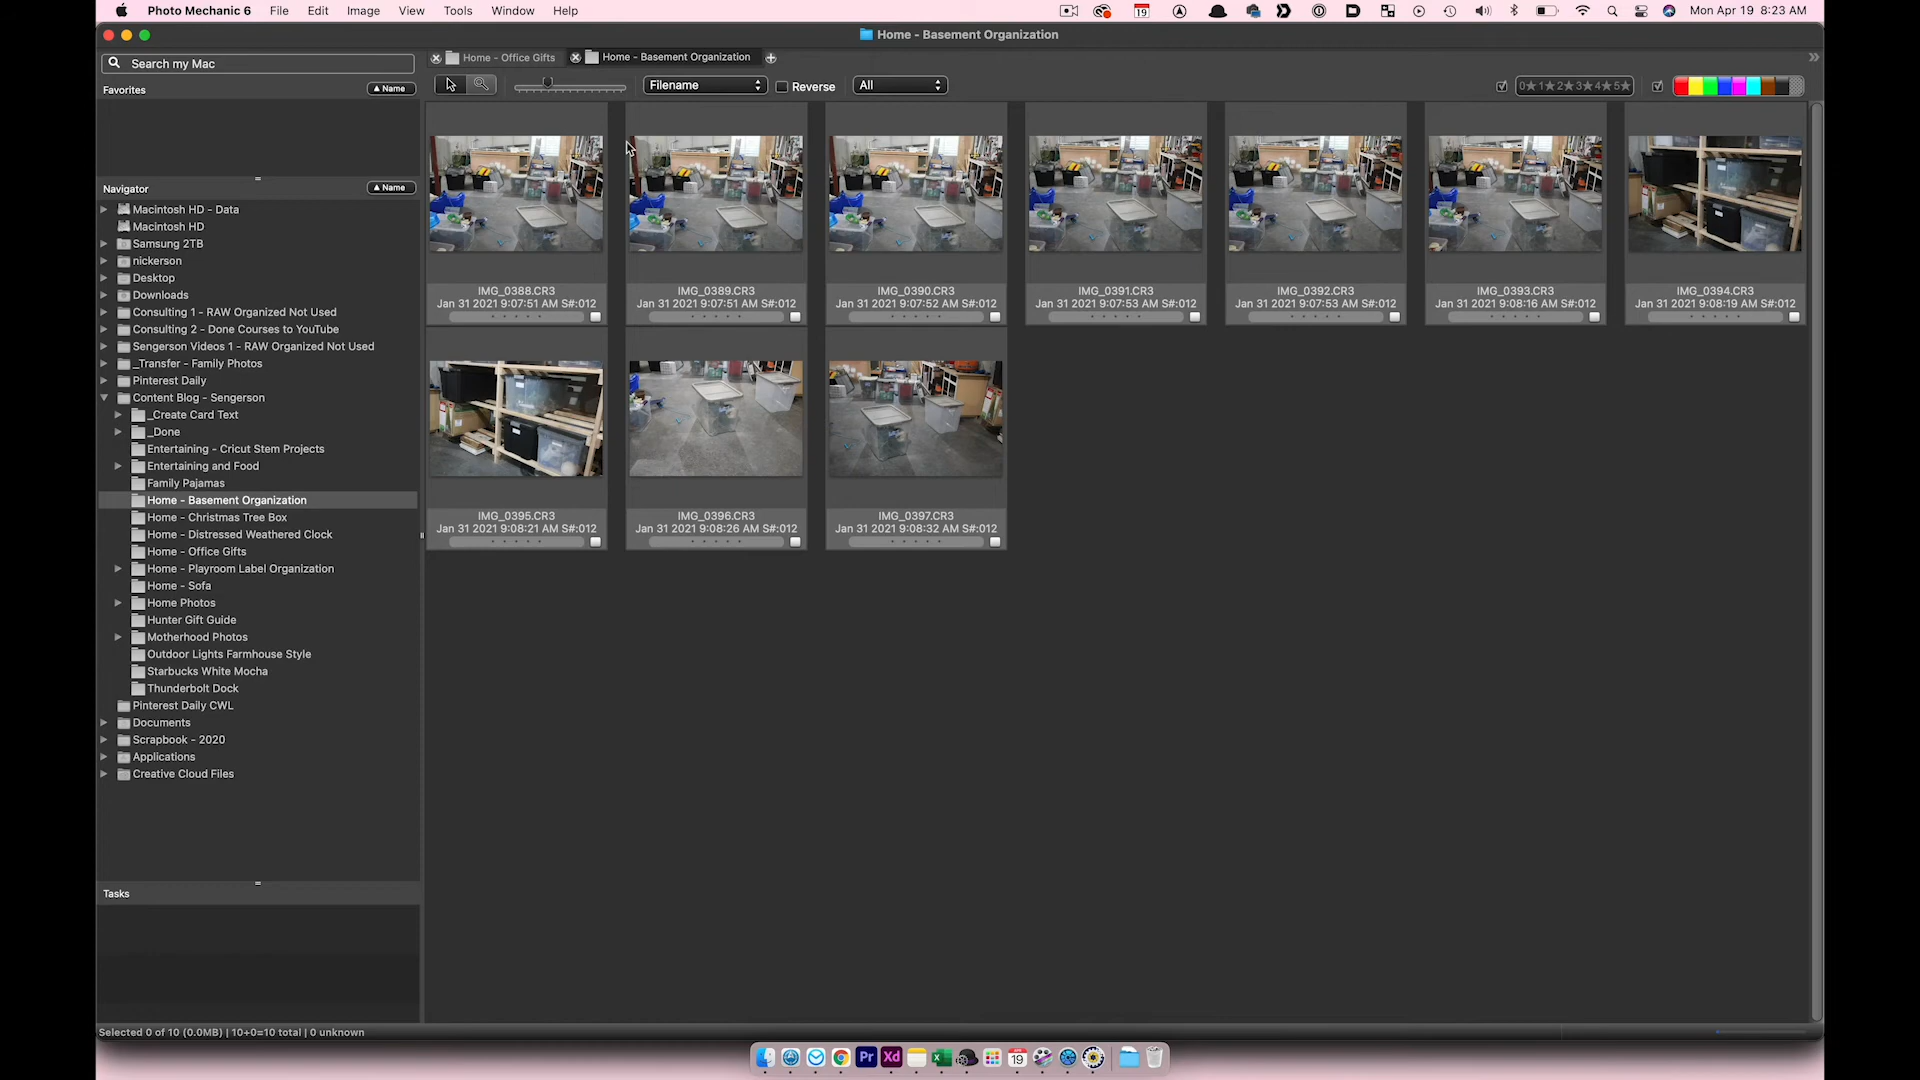 Photo Mechanic 6 File Edit Image View Tools Window Help 19 Mon Apr 19 8:23 AM
Home - Basement Organization
Search my Mac
Home - Office Gifts Home - Basement Organization
Filename Reverse All 0★1★2★3★4★5★
Favorites Name
Navigator Name
Macintosh HD - Data
Macintosh HD
Samsung 2TB
nickerson
Desktop
Downloads
Consulting 1 - RAW Organized Not Used
Consulting 2 - Done Courses to YouTube
Sengerson Videos 1 - RAW Organized Not Used
_Transfer - Family Photos
Pinterest Daily
Content Blog - Sengerson
_Create Card Text
_Done
Entertaining - Cricut Stem Projects
Entertaining and Food
Family Pajamas
Home - Basement Organization
Home - Christmas Tree Box
Home - Distressed Weathered Clock
Home - Office Gifts
Home - Playroom Label Organization
Home - Sofa
Home Photos
Hunter Gift Guide
Motherhood Photos
Outdoor Lights Farmhouse Style
Starbucks White Mocha
Thunderbolt Dock
Pinterest Daily CWL
Documents
Scrapbook - 2020
Applications
Creative Cloud Files
Tasks
IMG_0388.CR3
Jan 31 2021 9:07:51 AM S#:012
IMG_0389.CR3
Jan 31 2021 9:07:51 AM S#:012
IMG_0390.CR3
Jan 31 2021 9:07:52 AM S#:012
IMG_0391.CR3
Jan 31 2021 9:07:53 AM S#:012
IMG_0392.CR3
Jan 31 2021 9:07:53 AM S#:012
IMG_0393.CR3
Jan 31 2021 9:08:16 AM S#:012
IMG_0394.CR3
Jan 31 2021 9:08:19 AM S#:012
IMG_0395.CR3
Jan 31 2021 9:08:21 AM S#:012
IMG_0396.CR3
Jan 31 2021 9:08:26 AM S#:012
IMG_0397.CR3
Jan 31 2021 9:08:32 AM S#:012
Selected 0 of 10 (0.0MB) | 10+0=10 total | 0 unknown
Pr Xd 19